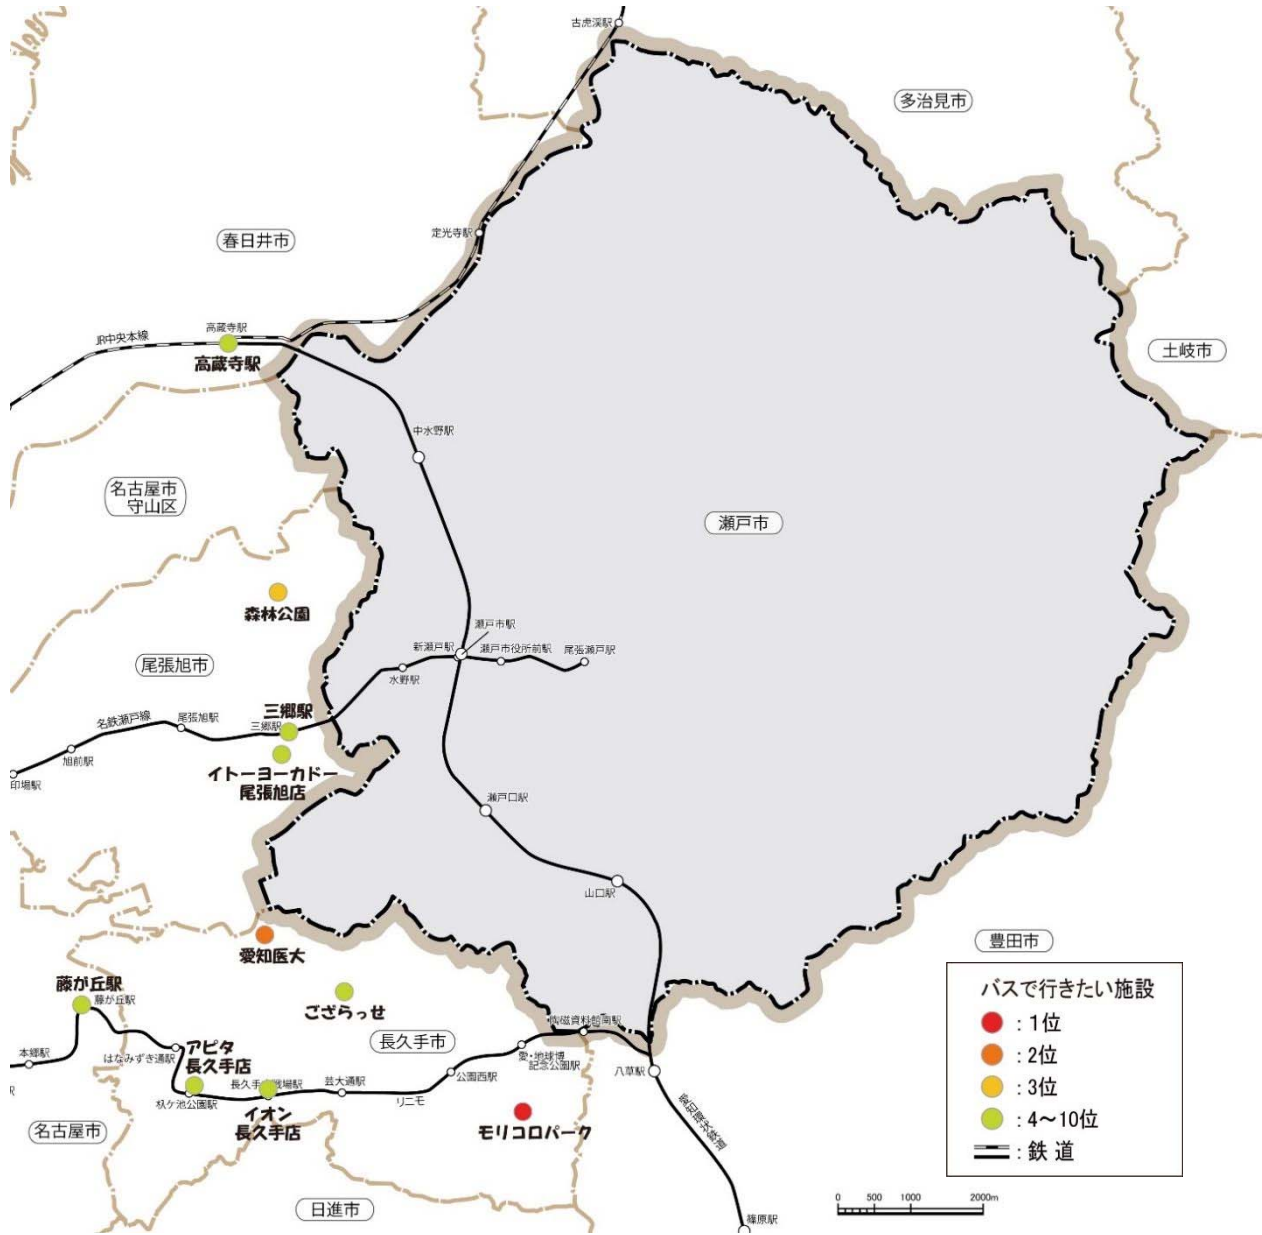 古虎渓駅
多治見市
春日井市
定光寺駅
JR中央本線
高蔵寺駅
高蔵寺駅
土岐市
中水野駅
名古屋市
守山区
瀬戸市
森林公園
瀬戸市駅
新瀬戸駅
瀬戸市役所前駅
尾張瀬戸駅
尾張旭市
水野駅
三郷駅
名鉄瀬戸線
尾張旭駅
三郷駅
旭前駅
印場駅
イトーヨーカドー
尾張旭店
瀬戸口駅
山口駅
愛知医大
豊田市
藤が丘駅
藤が丘駅
ござらっせ
陶磁資料館南駅
長久手市
本郷駅
はなみずき通駅
アピタ
長久手店
愛・地球博
記念公園駅
八草駅
公園西駅
芸大通駅
リニモ
杁ケ池公園駅
イオン
長久手店
モリコロパーク
愛知環状鉄道
名古屋市
日進市
篠原駅
バスで行きたい施設
：1位
：2位
：3位
：4～10位
：鉄 道
0 500 1000 2000m